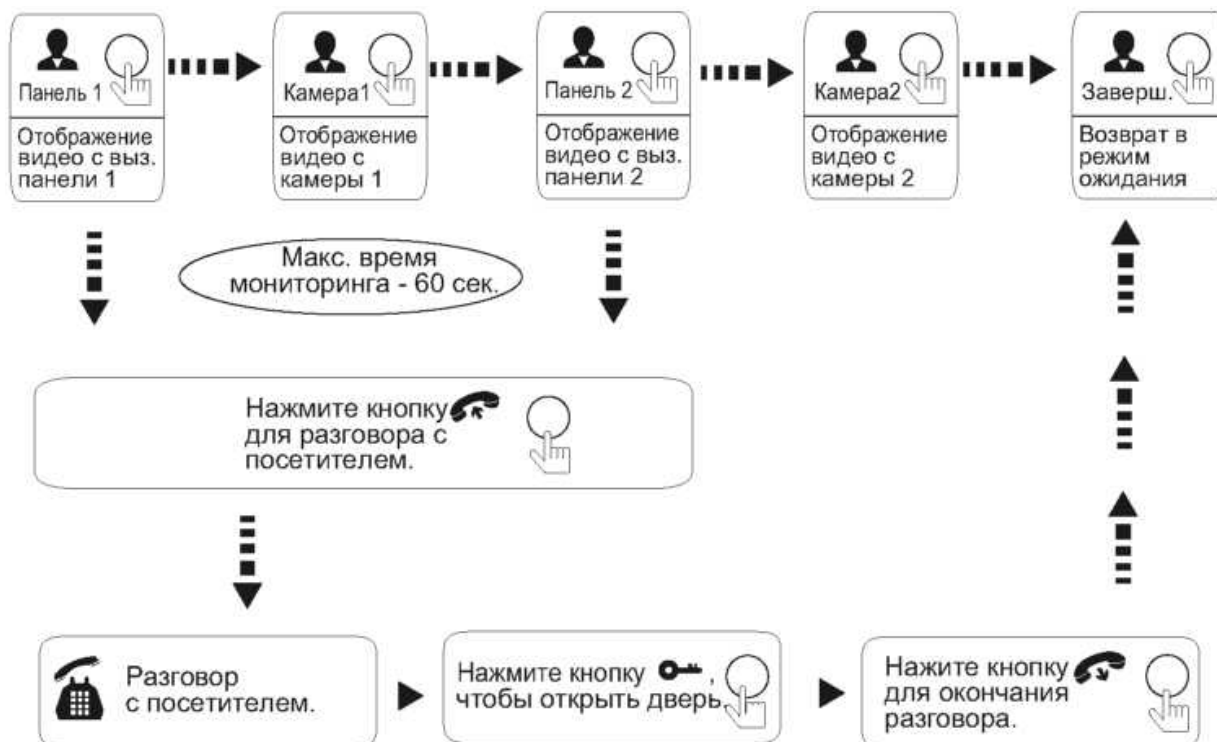 Панель 1
Отображение
видео с выз.
панели 1
Камера1
Отображение
видео с
камеры 1
Панель 2
Отображение
видео с выз.
панели 2
Камера2
Отображение
видео с
камеры 2
Заверш.
Возврат в
режим
ожидания
Макс. время
мониторинга - 60 сек.
Нажмите кнопку
для разговора с
посетителем.
Разговор
с посетителем.
Нажмите кнопку ,
чтобы открыть дверь.
Нажите кнопку
для окончания
разговора.